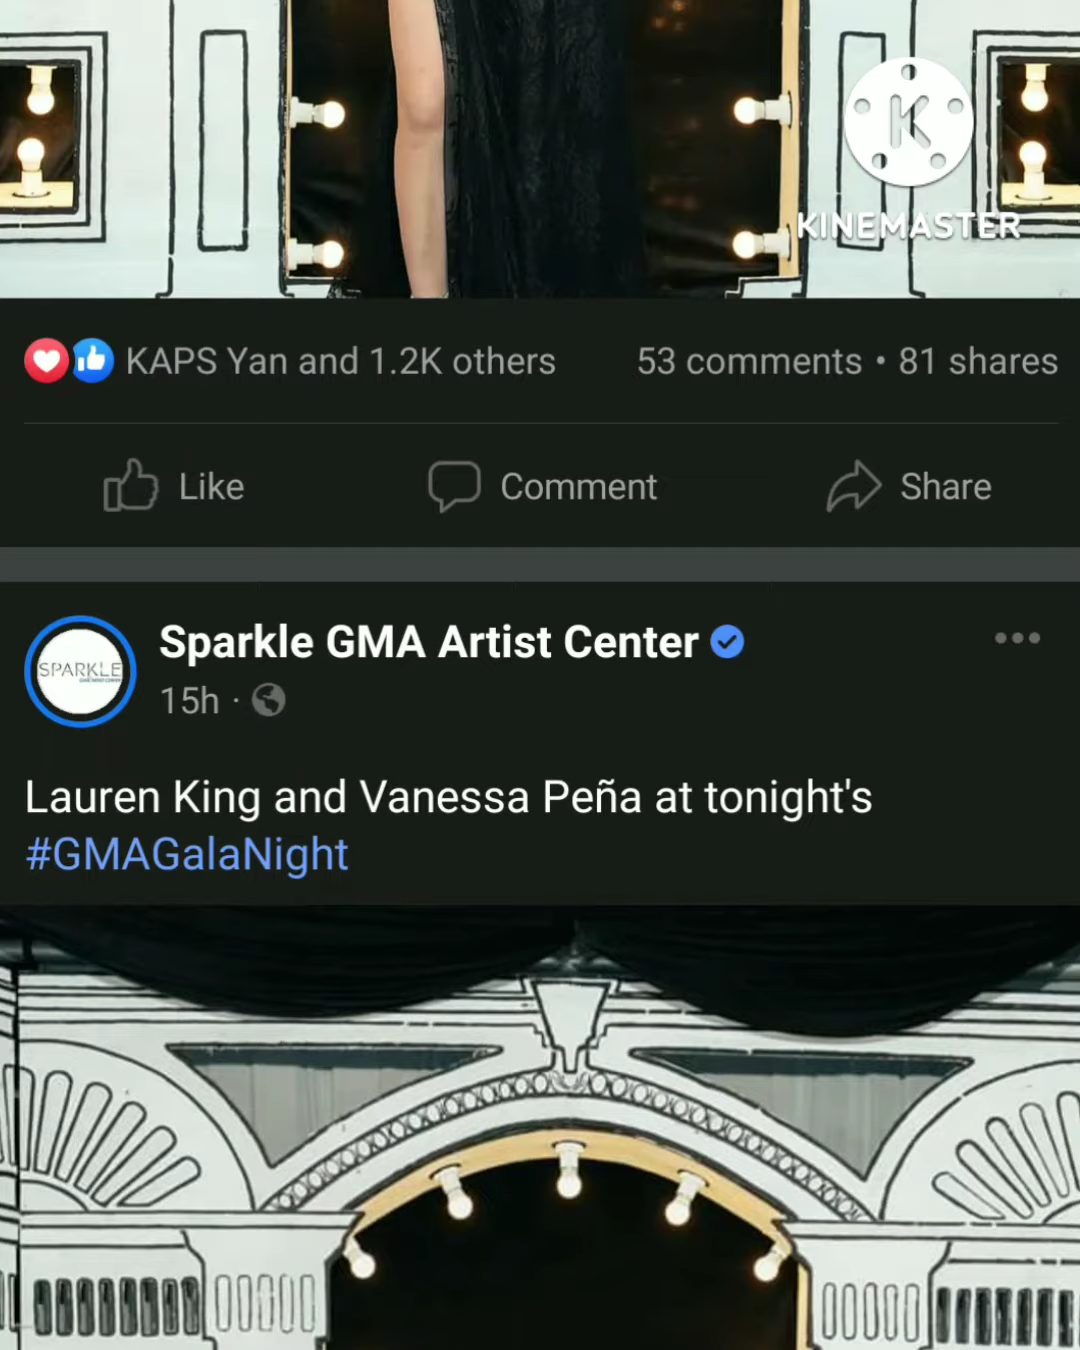 K
KINEMASTER
KAPS Yan and 1.2K others 53 comments • 81 shares
Like Comment Share
SPARKLE
Sparkle GMA Artist Center
15h ·
Lauren King and Vanessa Peña at tonight's
#GMAGalaNight